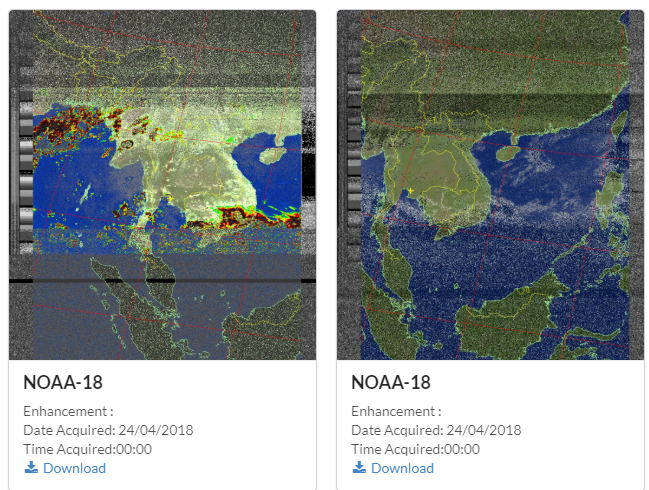 NOAA-18
Enhancement :
Date Acquired: 24/04/2018
Time Acquired:00:00
Download
NOAA-18
Enhancement :
Date Acquired: 24/04/2018
Time Acquired:00:00
Download